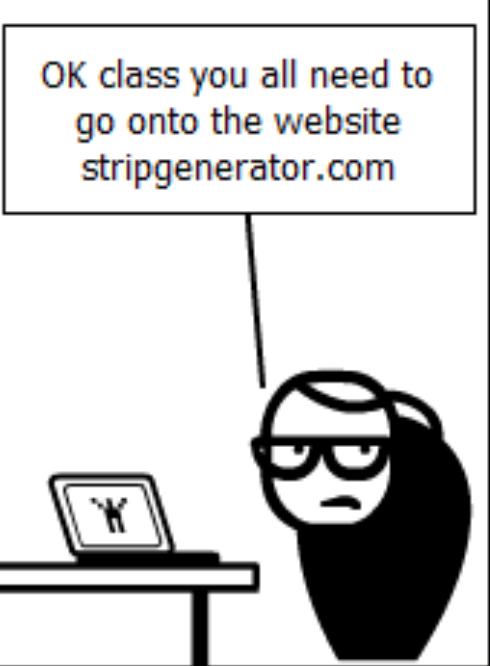 OK class you all need to
go onto the website
stripgenerator.com